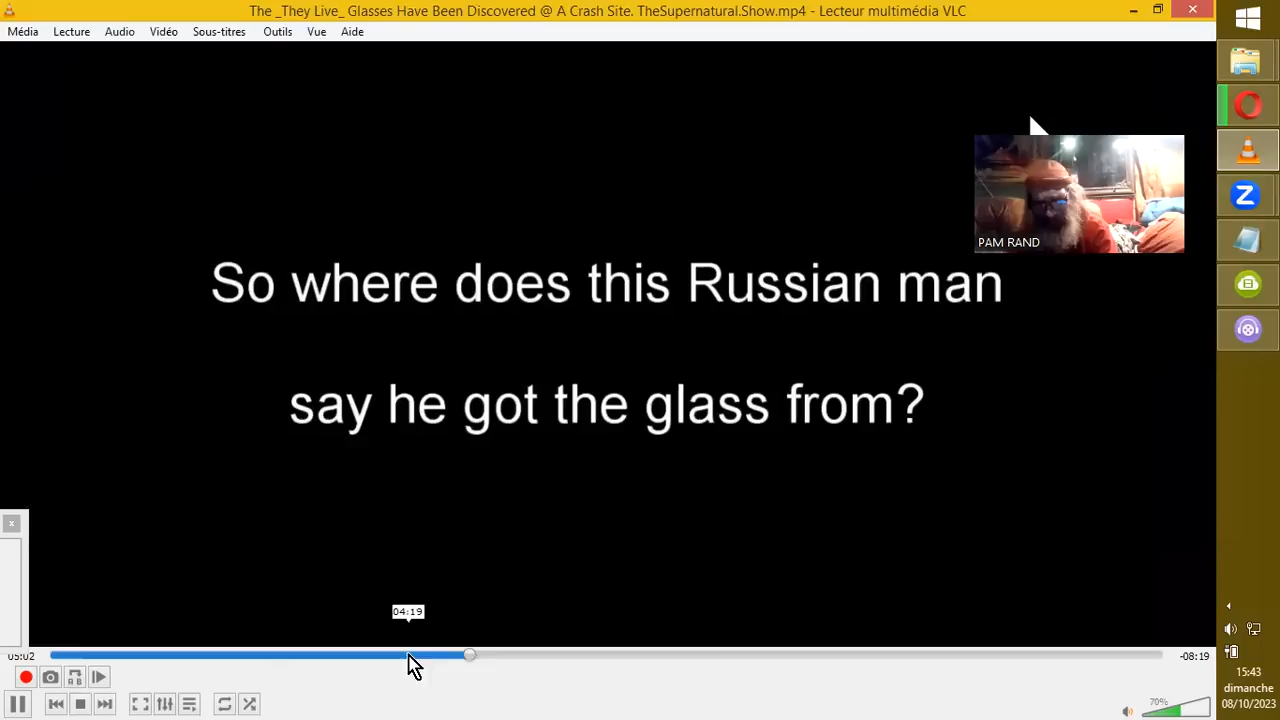 The _They Live_ Glasses Have Been Discovered @ A Crash Site. TheSupernatural.Show.mp4 - Lecteur multimédia VLC
Média Lecture Audio Vidéo Sous-titres Outils Vue Aide
PAM RAND
So where does this Russian man
say he got the glass from?
04:19
05:02
-08:19
70%
15:43
dimanche
08/10/2023